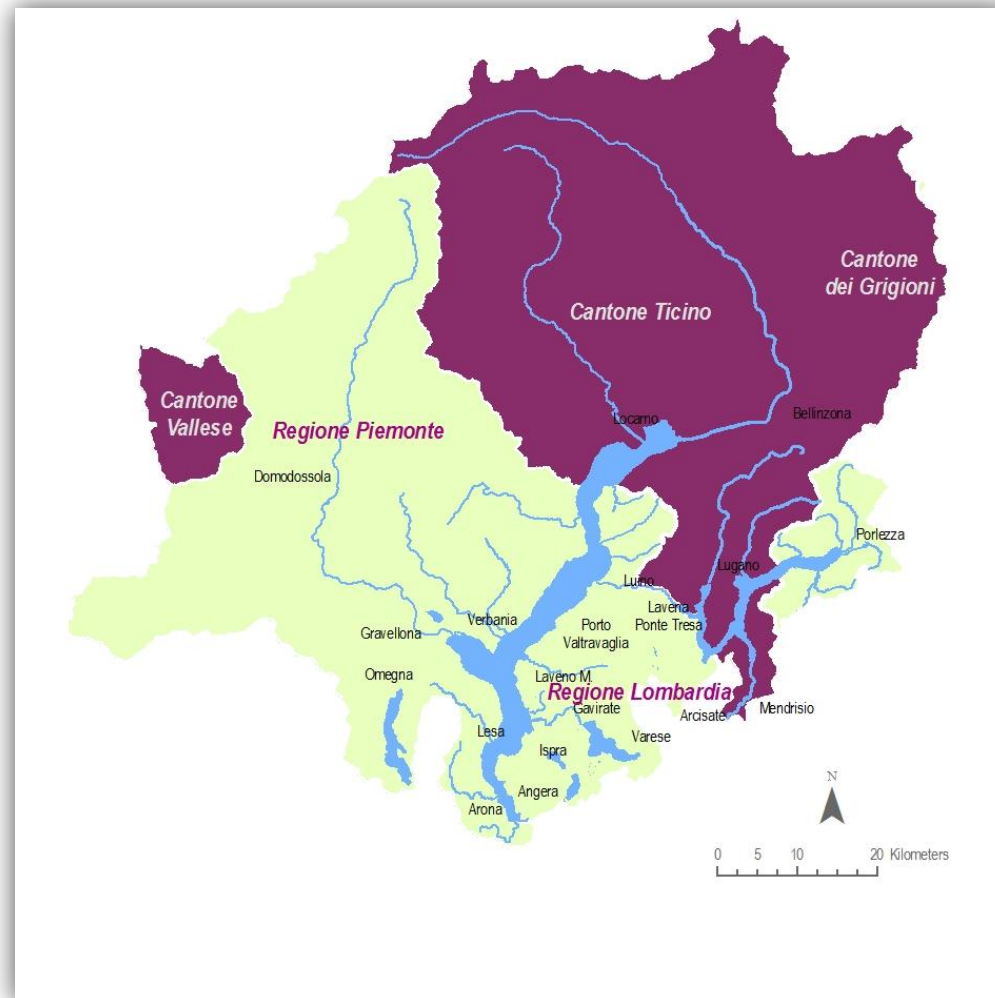 Cantone
dei Grigioni
Cantone Ticino
Cantone
Vallese
Regione Piemonte
Locarno
Bellinzona
Domodossola
Porlezza
Lugano
Luino
Lavena
Ponte Tresa
Verbania
Porto
Valtravaglia
Gravellona
Omegna
Laveno M.
Regione Lombardia
Gavirate
Arcisate
Mendrisio
Lesa
Varese
Ispra
Angera
Arona
N
0 5 10 20 Kilometers